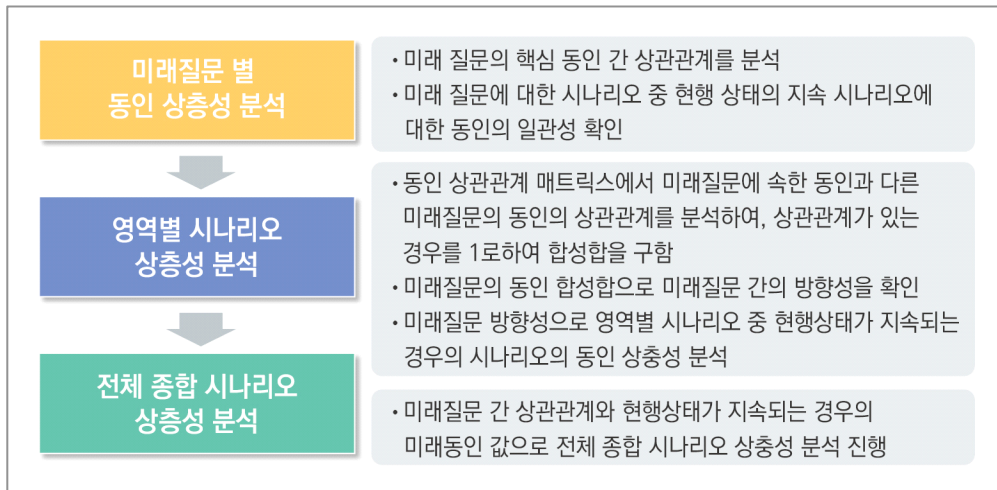 미래질문 별
동인 상층성 분석
• 미래 질문의 핵심 동인 간 상관관계를 분석
• 미래 질문에 대한 시나리오 중 현행 상태의 지속 시나리오에
대한 동인의 일관성 확인
영역별 시나리오
상층성 분석
• 동인 상관관계 매트릭스에서 미래질문에 속한 동인과 다른
미래질문의 동인의 상관관계를 분석하여, 상관관계가 있는
경우를 1로하여 합성합을 구함
• 미래질문의 동인 합성합으로 미래질문 간의 방향성을 확인
• 미래질문 방향성으로 영역별 시나리오 중 현행상태가 지속되는
경우의 시나리오의 동인 상충성 분석
전체 종합 시나리오
상층성 분석
• 미래질문 간 상관관계와 현행상태가 지속되는 경우의
미래동인 값으로 전체 종합 시나리오 상충성 분석 진행